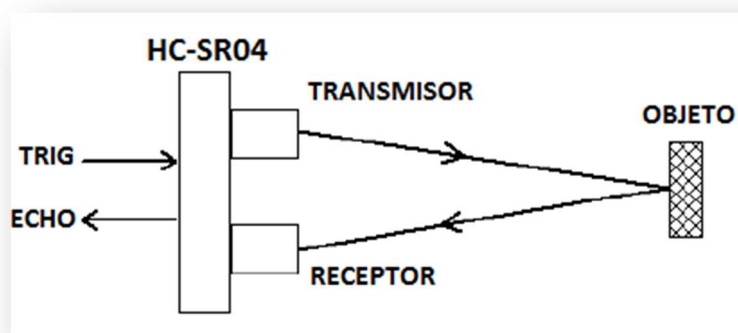 HC-SR04
TRANSMISOR
OBJETO
TRIG
ECHO
RECEPTOR